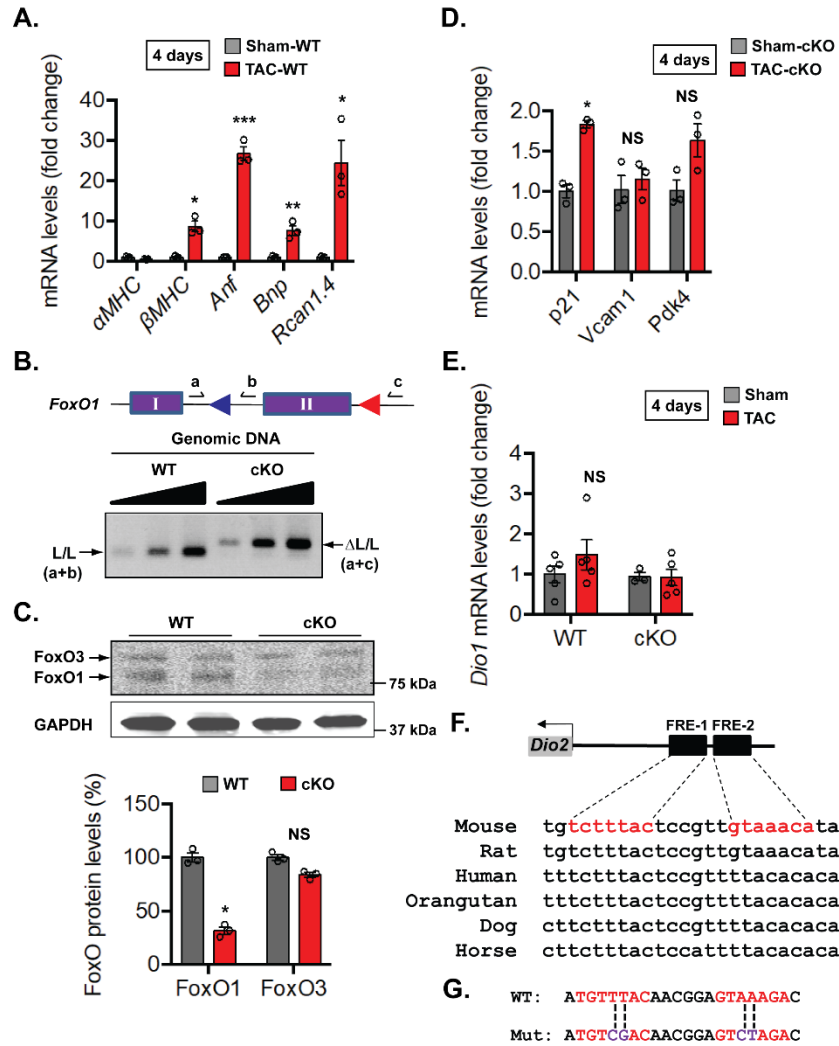 A.
4 days
Sham-WT
TAC-WT
mRNA levels (fold change)
40
30
20
10
0
*
***
**
*
αMHC
βMHC
Anf
Bnp
Rcan1.4
B.
FoxO1
I
a
b
II
c
Genomic DNA
WT
cKO
L/L
(a+b)
ΔL/L
(a+c)
C.
WT
cKO
FoxO3
FoxO1
75 kDa
GAPDH
37 kDa
WT
cKO
FoxO protein levels (%)
150
100
50
0
*
NS
FoxO1
FoxO3
D.
Sham-cKO
4 days
TAC-cKO
mRNA levels (fold change)
2.0
1.5
1.0
0.5
0.0
*
NS
NS
p21
Vcam1
Pdk4
E.
4 days
Sham
TAC
Dio1 mRNA levels (fold change)
4
3
2
1
0
NS
WT
cKO
F.
FRE-1
FRE-2
Dio2
Mouse tgtctttactccgttgtaaacata
Rat tgtctttactccgttgtaaacata
Human tttctttactccgttttacacaca
Orangutan tttctttactccgttttacacaca
Dog cttctttactccattttacacaca
Horse cttctttactccattttacacaca
G.
WT: ATGTTTACAACGGAGTAAAGAC
Mut: ATGTCGACAACGGAGTCTAGAC